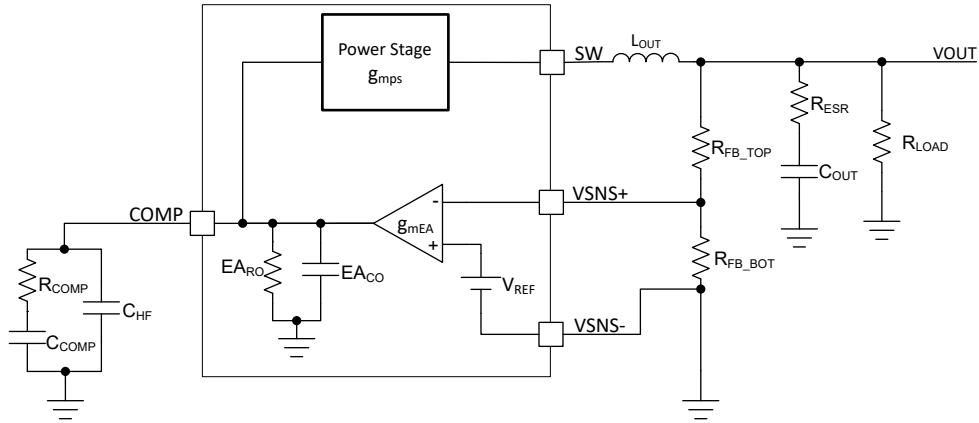 Power Stage
gmps
SW
LOUT
VOUT
RESR
RFB_TOP
COUT
RLOAD
COMP
VSNS+
-
gmEA
+
RFB_BOT
EARO
EACO
VREF
RCOMP
CHF
CCOMP
VSNS-